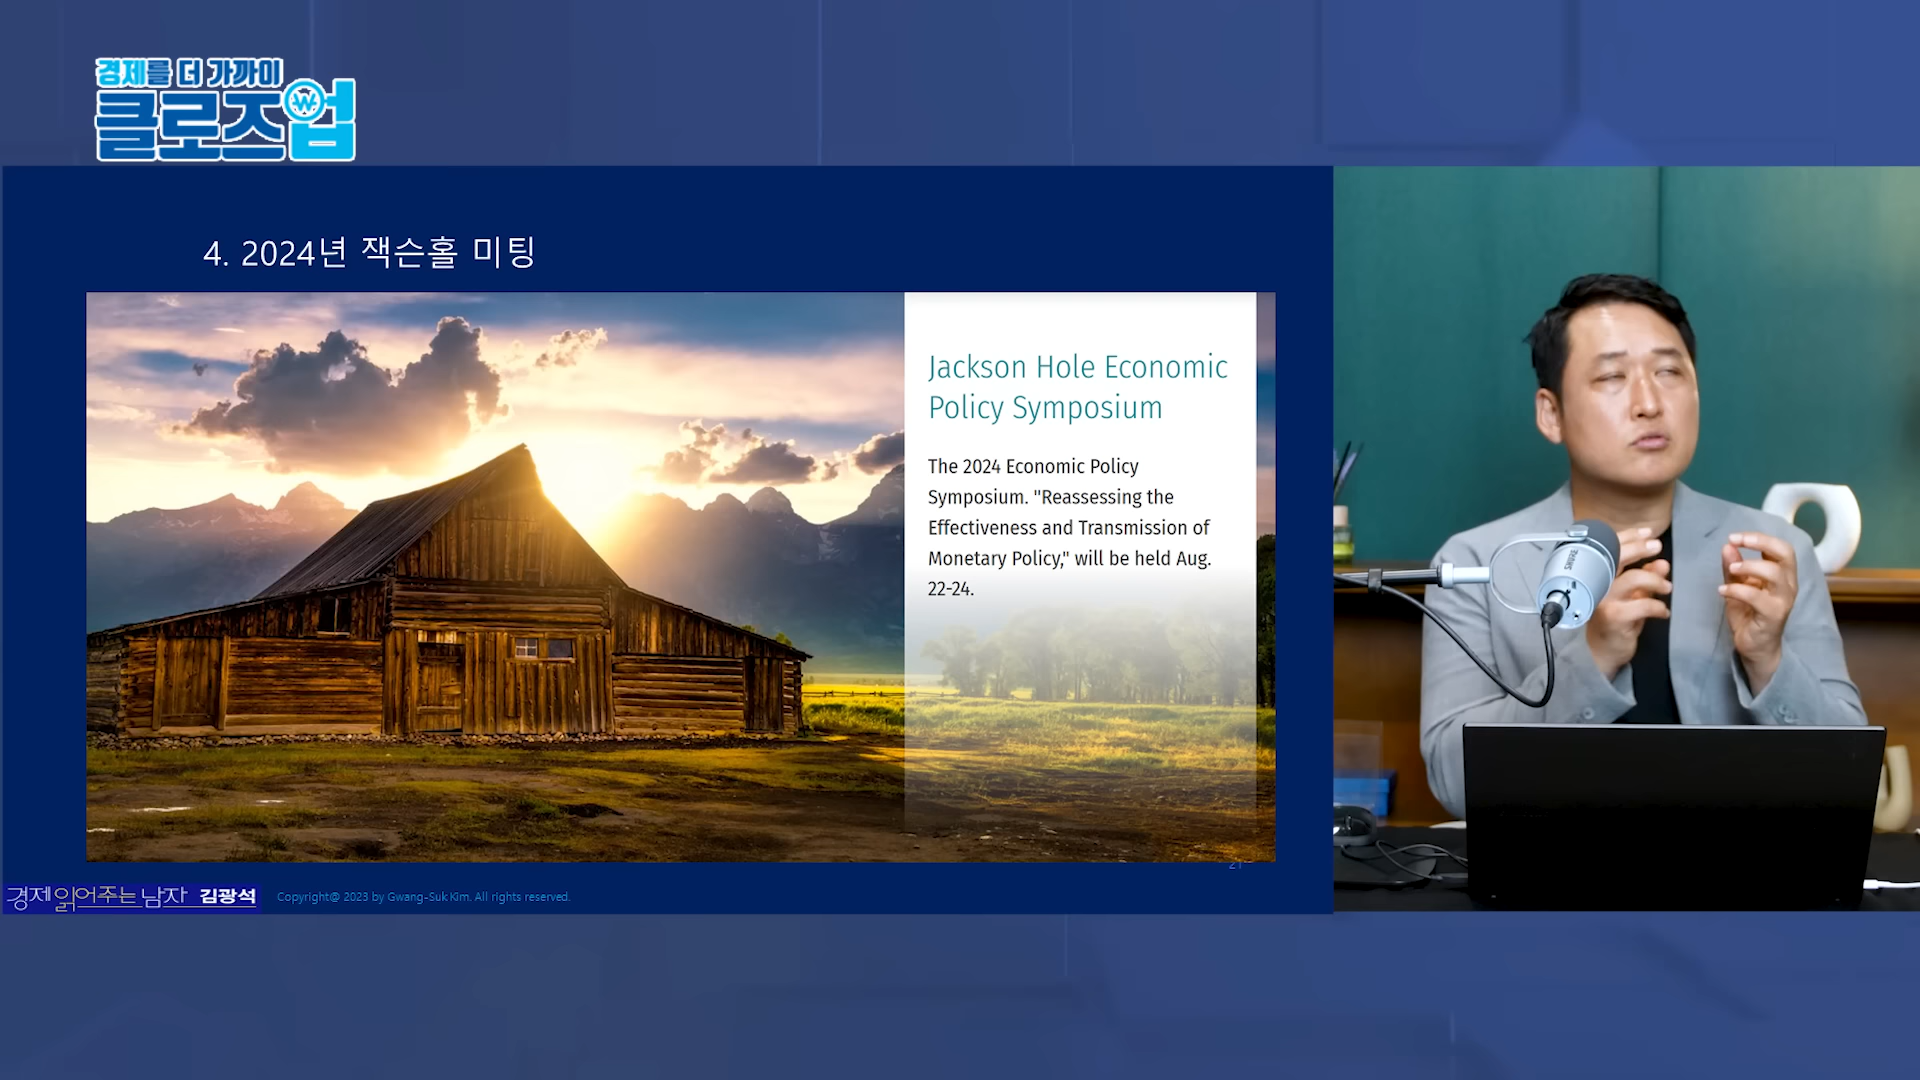 경제를 더 가까이
클로즈업
4. 2024년 잭슨홀 미팅
Jackson Hole Economic
Policy Symposium
The 2024 Economic Policy
Symposium. "Reassessing the
Effectiveness and Transmission of
Monetary Policy," will be held Aug.
22-24.
SHURE
21
경제읽어주는남자 김광석
Copyright@ 2023 by Gwang-Suk Kim. All rights reserved.